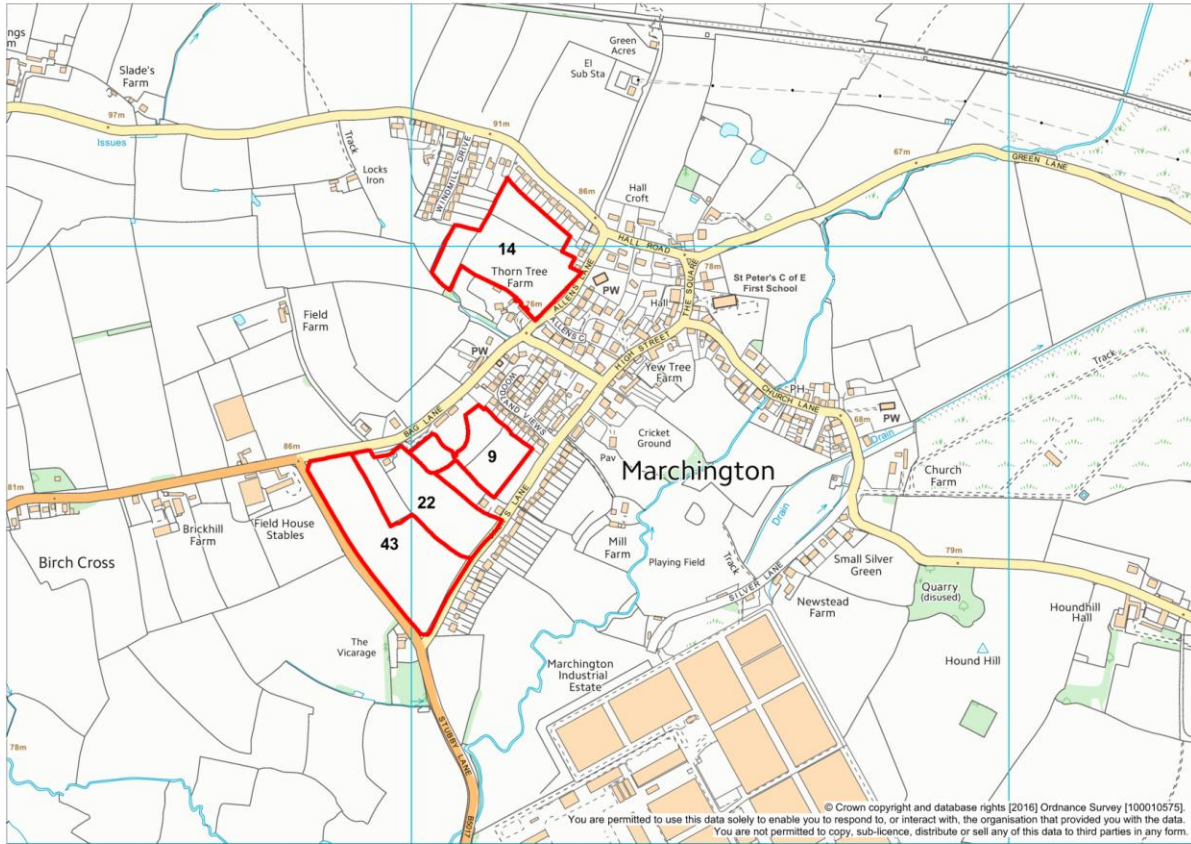 ngs
m
Slade's
Farm
97m
Issues
Track
Locks
Iron
WINDMILL DRIVE
91m
Green
Acres
El
Sub Sta
86m
Hall
Croft
67m
GREEN LANE
HALL ROAD
14
Thorn Tree
Farm
76m
ALLENS LANE
ALLENS C
PW
Hall
THE SQUARE
78m
St Peter's C of E
First School
Field
Farm
PW
HIGH STREET
Yew Tree
Farm
WOODLAND VIEWS
BAG LANE
CHURCH LANE
PH
68m
PW
Drain
Track
Church
Farm
Cricket
Ground
Pav
Marchington
9
22
43
S LANE
86m
81m
Brickhill
Farm
Field House
Stables
Birch Cross
Mill
Farm
Playing Field
Drain
Track
SILVER LANE
Small Silver
Green
Newstead
Farm
79m
Quarry
(disused)
Houndhill
Hall
Hound Hill
The
Vicarage
Marchington
Industrial
Estate
STUBBY LANE
B5017
78m
© Crown copyright and database rights [2016] Ordnance Survey [100010575].
You are permitted to use this data solely to enable you to respond to, or interact with, the organisation that provided you with the data.
You are not permitted to copy, sub-licence, distribute or sell any of this data to third parties in any form.